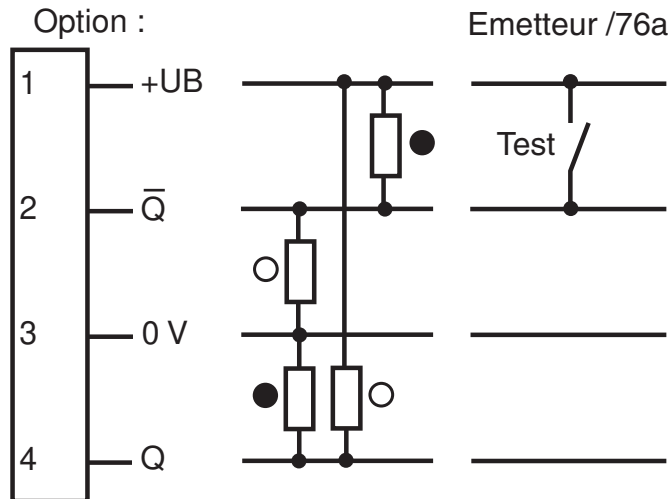 Option :
Emetteur /76a
1 +UB
Test
2 Q̅
3 0 V
4 Q